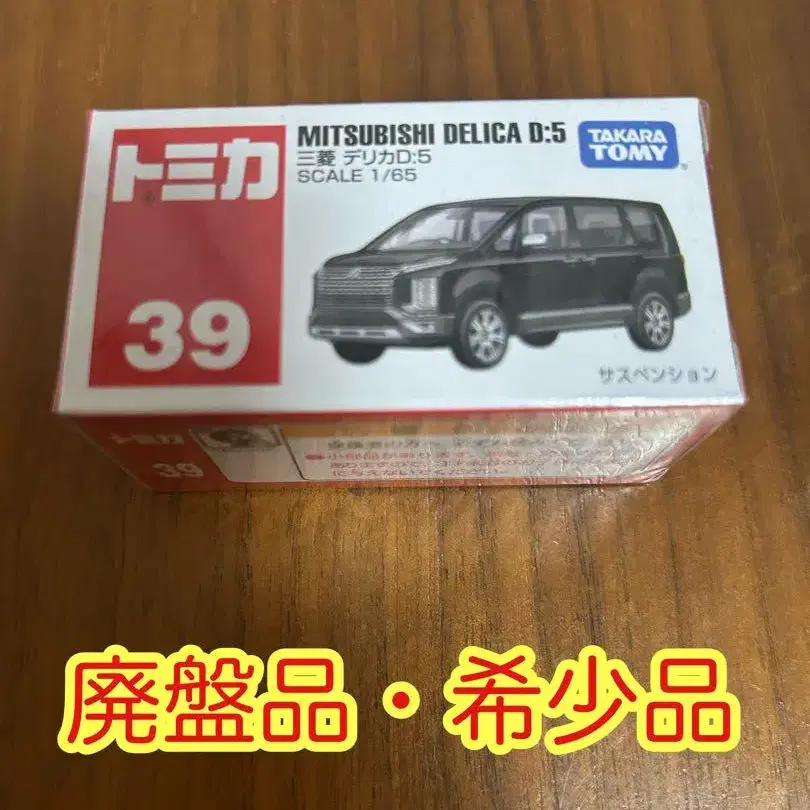 トミカ
39
MITSUBISHI DELICA D:5
三菱 デリカD:5
SCALE 1/65
TAKARA
TOMY
サスペンション
トミカ
39
廃盤品・希少品